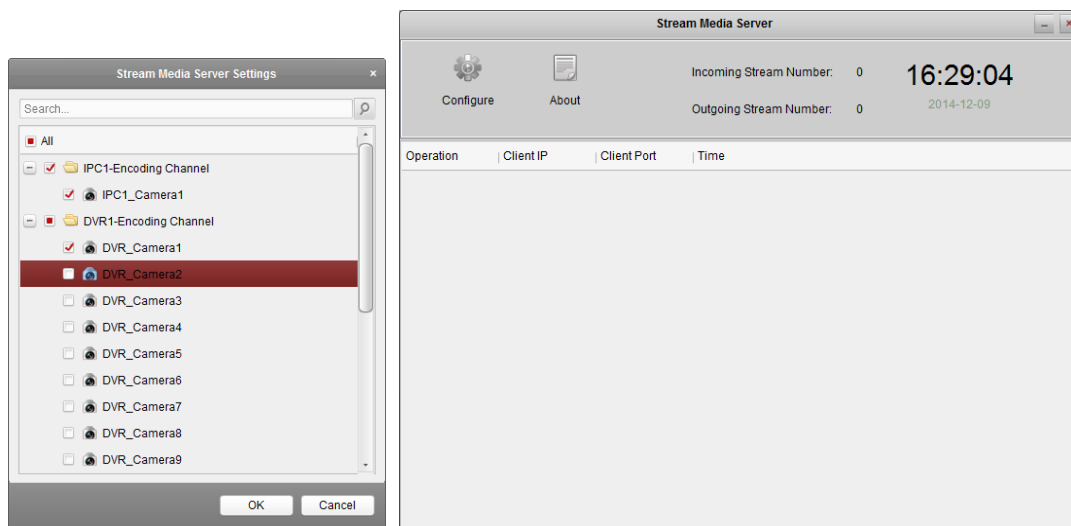 Stream Media Server Settings
Search...
All
IPC1-Encoding Channel
IPC1_Camera1
DVR1-Encoding Channel
DVR_Camera1
DVR_Camera2
DVR_Camera3
DVR_Camera4
DVR_Camera5
DVR_Camera6
DVR_Camera7
DVR_Camera8
DVR_Camera9
OK Cancel
Stream Media Server
Configure About
Incoming Stream Number: 0
Outgoing Stream Number: 0
16:29:04
2014-12-09
Operation Client IP Client Port Time